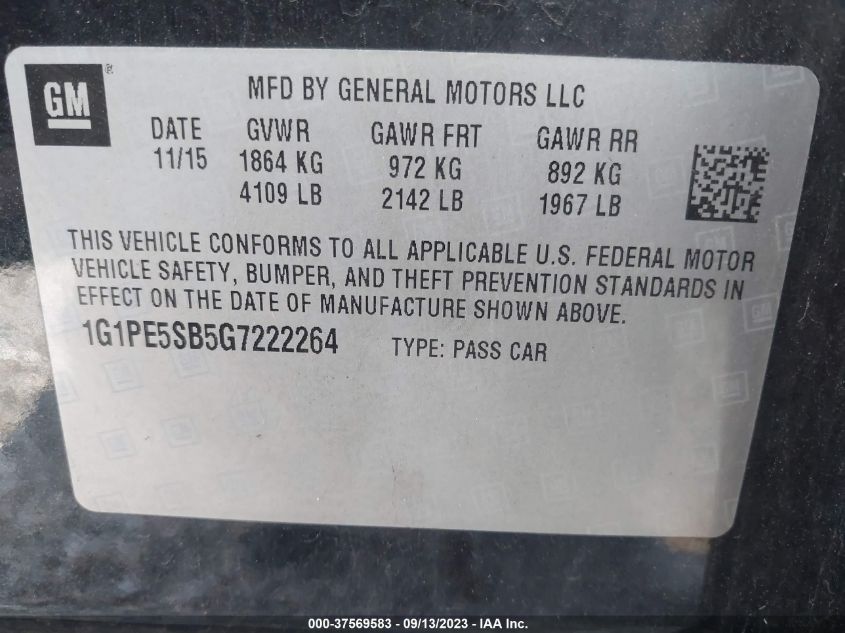 GM®
MFD BY GENERAL MOTORS LLC
DATE GVWR GAWR FRT GAWR RR
11/15 1864 KG 972 KG 892 KG
4109 LB 2142 LB 1967 LB
THIS VEHICLE CONFORMS TO ALL APPLICABLE U.S. FEDERAL MOTOR
VEHICLE SAFETY, BUMPER, AND THEFT PREVENTION STANDARDS IN
EFFECT ON THE DATE OF MANUFACTURE SHOWN ABOVE.
1G1PE5SB5G7222264 TYPE: PASS CAR
000-37569583 - 09/13/2023 - IAA Inc.